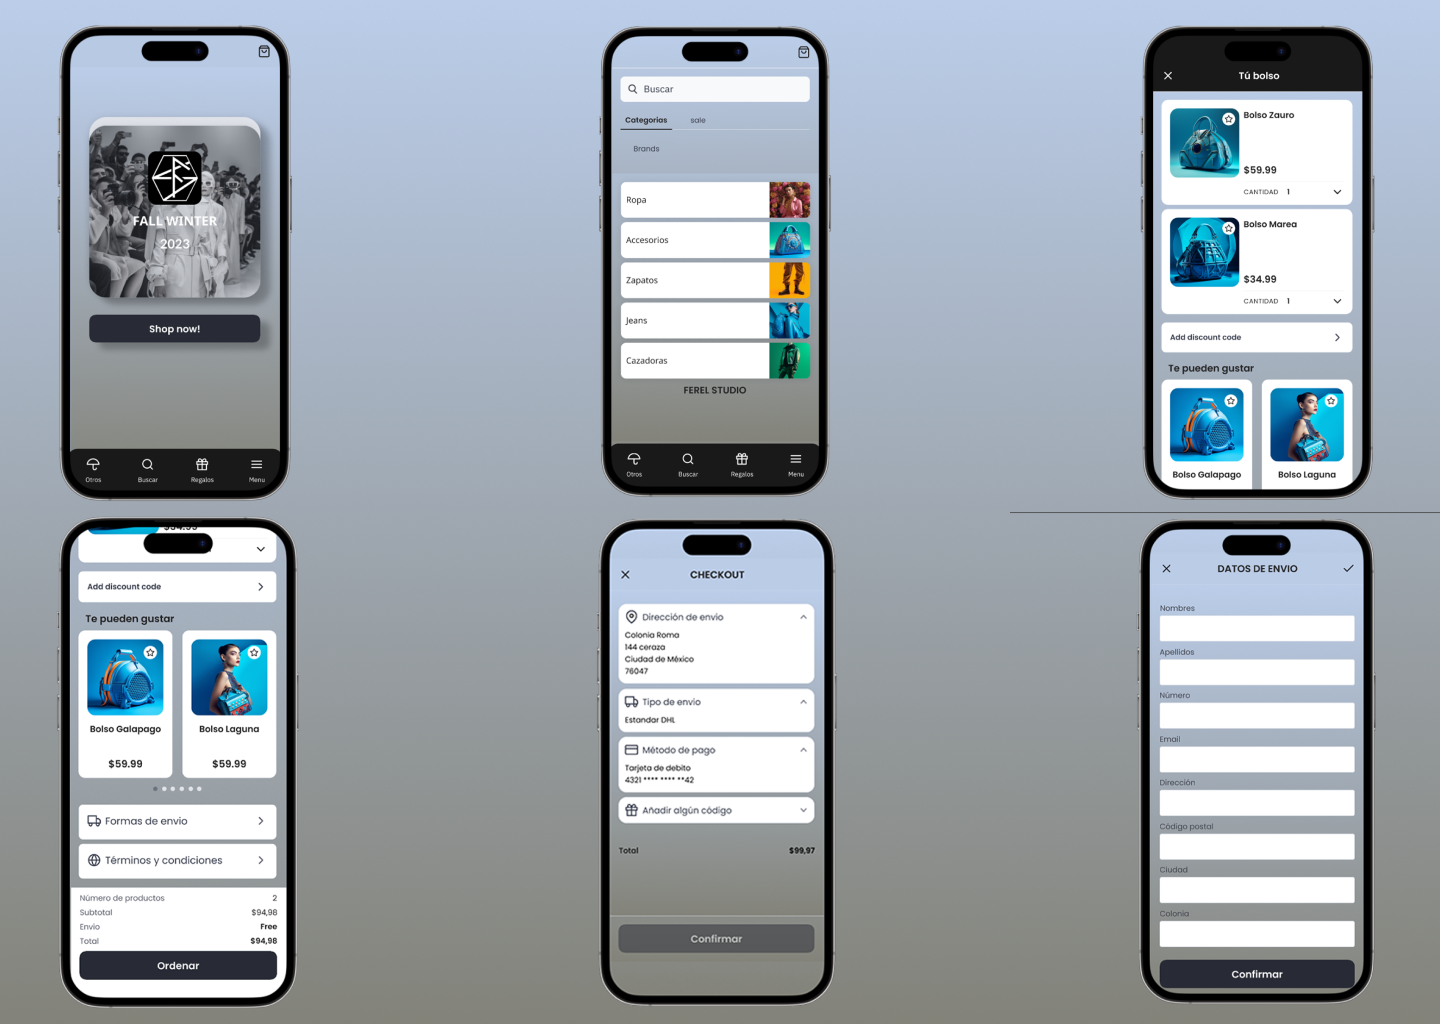 FALL WINTER
2023
Shop now!
Otros
Buscar
Regalos
Menu
Buscar
Categorias
sale
Brands
Ropa
Accesorios
Zapatos
Jeans
Cazadoras
FEREL STUDIO
Otros
Buscar
Regalos
Menu
Tú bolso
Bolso Zauro
$59.99
CANTIDAD 1
Bolso Marea
$34.99
CANTIDAD 1
Add discount code
Te pueden gustar
Bolso Galapago
Bolso Laguna
$34.99
Add discount code
Te pueden gustar
Bolso Galapago
Bolso Laguna
$59.99
$59.99
Formas de envio
Términos y condiciones
Número de productos 2
Subtotal $94,98
Envio Free
Total $94,98
Ordenar
CHECKOUT
Dirección de envio
Colonia Roma
144 ceraza
Ciudad de México
76047
Tipo de envio
Estandar DHL
Método de pago
Tarjeta de debito
4321 **** **** **42
Añadir algún código
Total $99,97
Confirmar
DATOS DE ENVIO
Nombres
Apellidos
Número
Email
Dirección
Código postal
Ciudad
Colonia
Confirmar